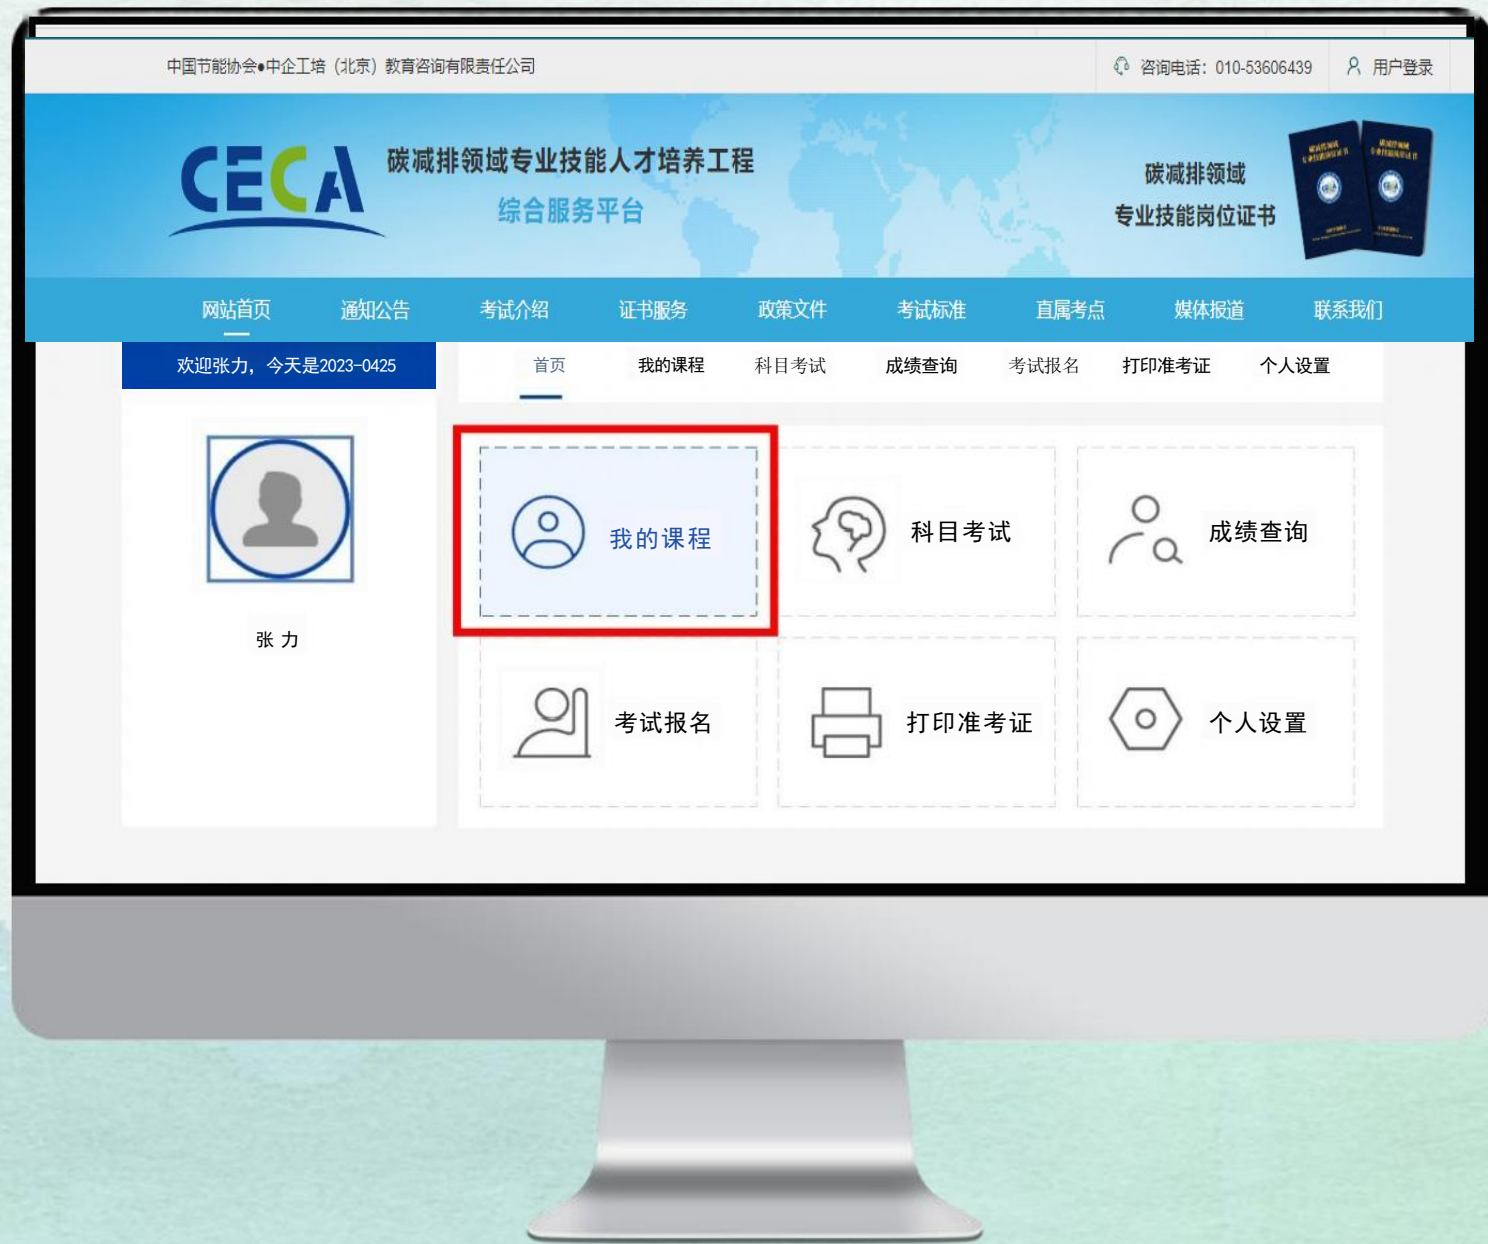 中国节能协会●中企工培（北京）教育咨询有限责任公司
咨询电话：010-53606439
用户登录
CECA
碳减排领域专业技能人才培养工程
综合服务平台
碳减排领域
专业技能岗位证书
网站首页 通知公告 考试介绍 证书服务 政策文件 考试标准 直属考点 媒体报道 联系我们
欢迎张力，今天是2023-0425
首页 我的课程 科目考试 成绩查询 考试报名 打印准考证 个人设置
张 力
我的课程 科目考试 成绩查询
考试报名 打印准考证 个人设置